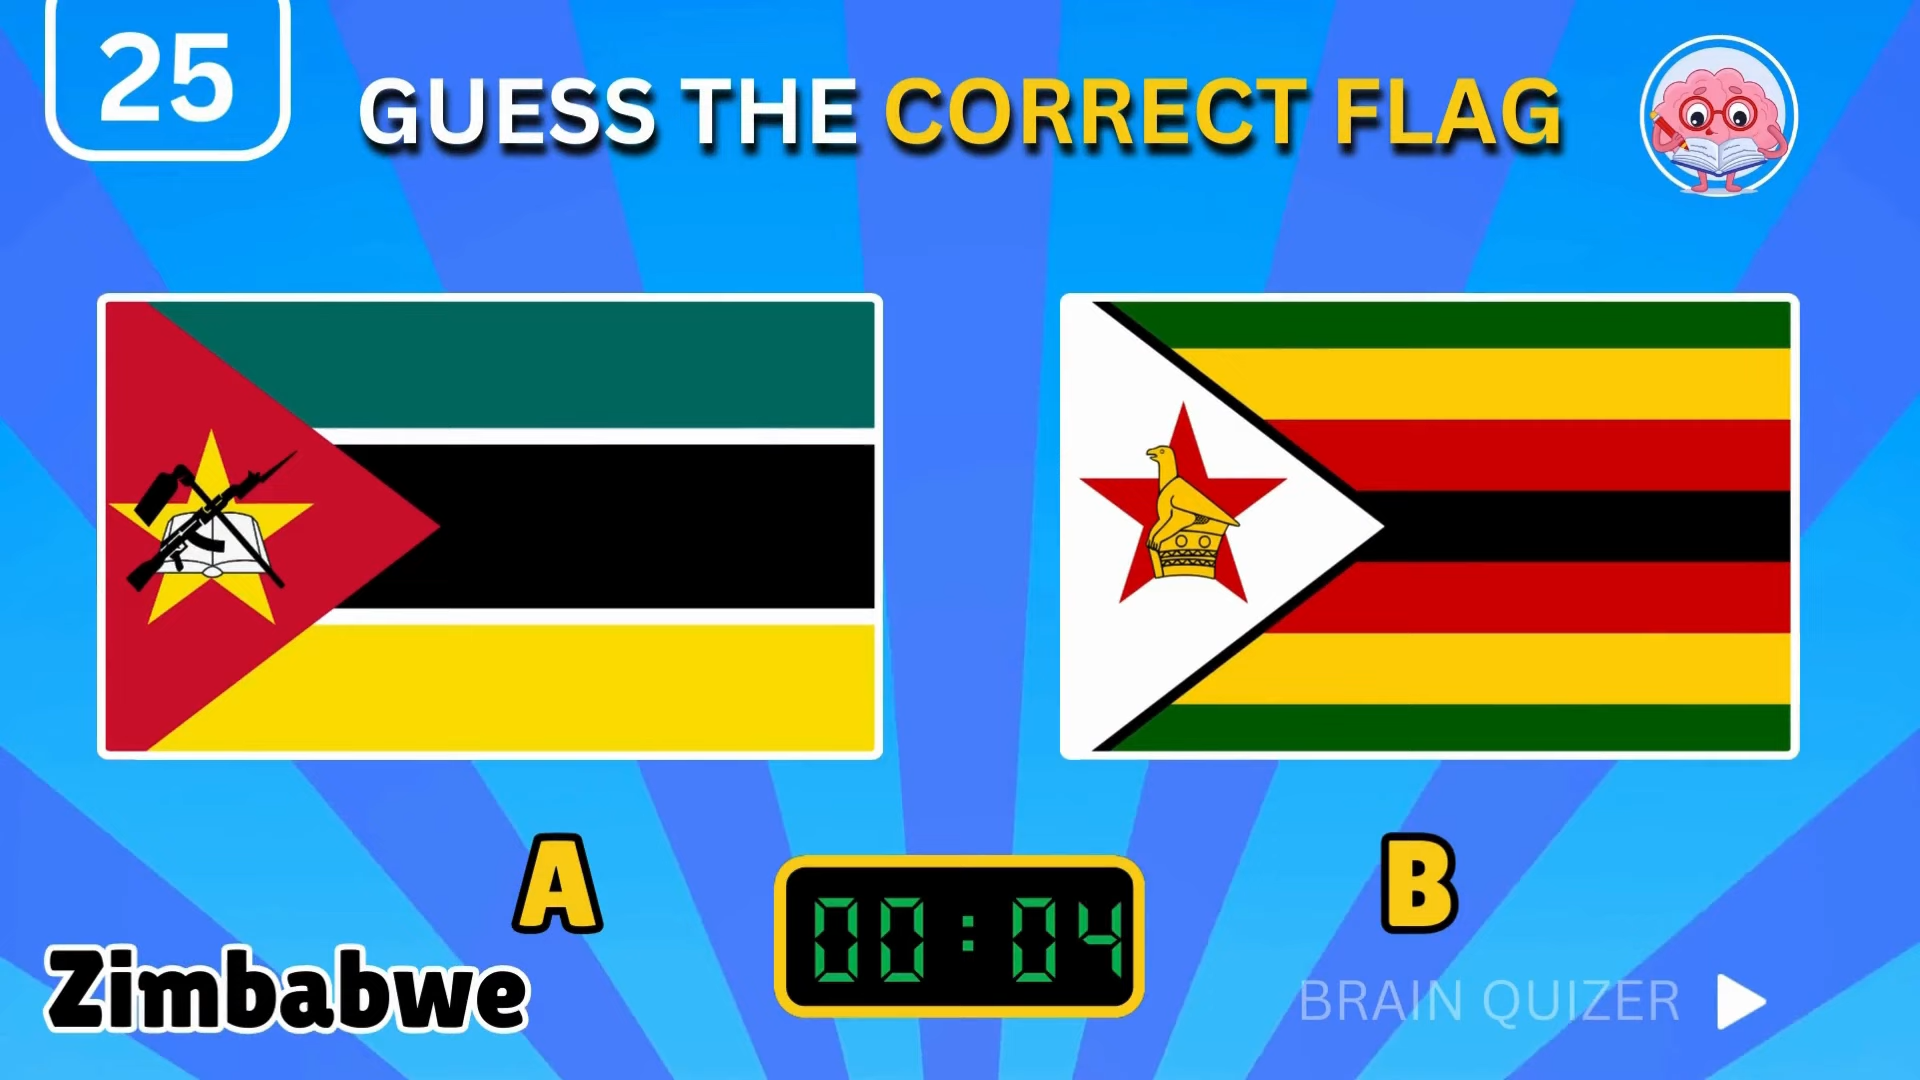 25
GUESS THE CORRECT FLAG
A
B
00:04
Zimbabwe
BRAIN QUIZER